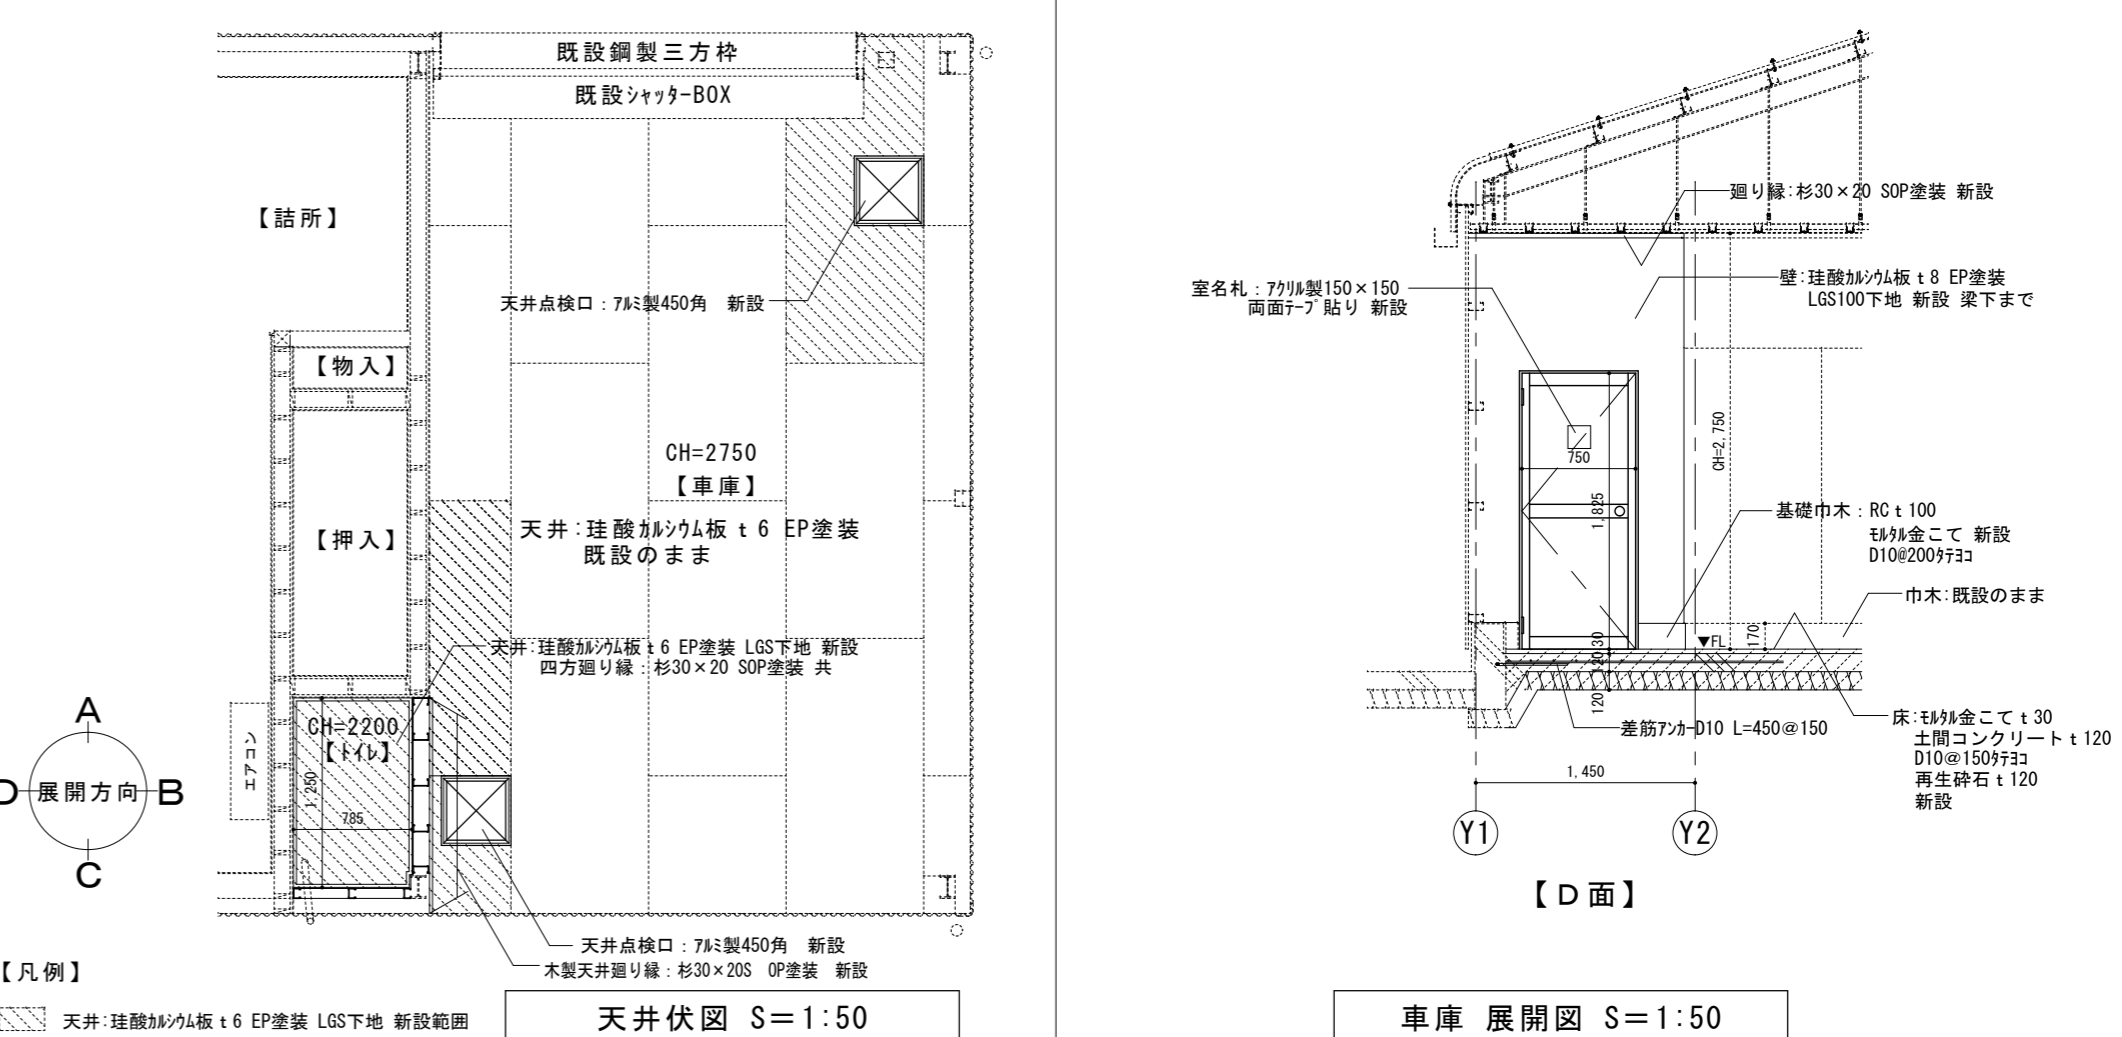 既設鋼製三方枠
既設シャッターBOX
【詰所】
天井点検口：アルミ製450角　新設
【物入】
CH=2750
【車庫】
【押入】
天井：珪酸カルシウム板 t 6 EP塗装
既設のまま
天井：珪酸カルシウム板 t 6 EP塗装 LGS下地 新設
四方廻り縁：杉30×20 SOP塗装 共
CH=2200
【トイレ】
エアコン
1,250
785
A
D
展開方向
B
C
天井点検口：アルミ製450角　新設
木製天井廻り縁：杉30×20S　OP塗装　新設
【凡例】
天井：珪酸カルシウム板 t 6 EP塗装 LGS下地 新設範囲
天井伏図 S＝1:50
廻り縁：杉30×20 SOP塗装 新設
室名札：アクリル製150×150
両面テープ貼り 新設
壁：珪酸カルシウム板 t 8 EP塗装
LGS100下地 新設 梁下まで
750
1,825
CH=2,750
基礎巾木：RC t 100
モルタル金こて 新設
D10@200タテヨコ
巾木：既設のまま
▼FL
170
30
120
120
差筋アンカーD10 L=450@150
床：モルタル金こて t 30
土間コンクリート t 120
D10@150タテヨコ
再生砕石 t 120
新設
1,450
Y1
Y2
【D面】
車庫 展開図 S＝1:50